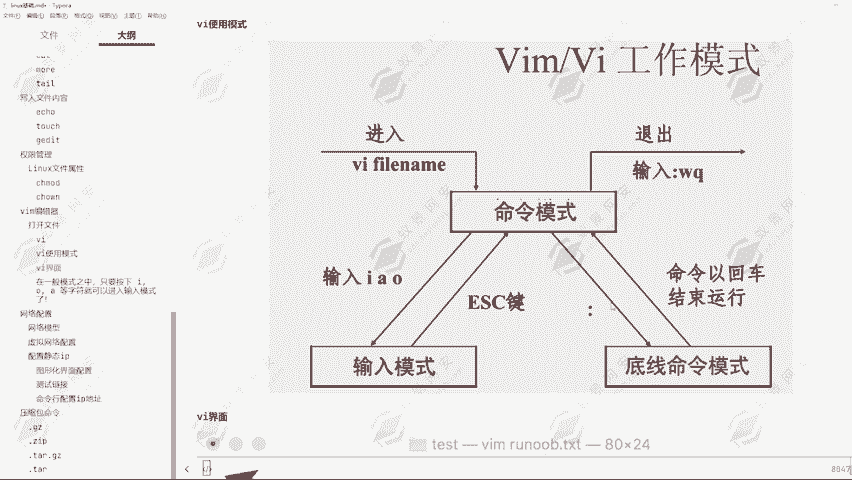 linux基础.md - Typora
文件(F) 编辑(E) 段落(P) 格式(O) 视图(V) 主题(T) 帮助(H)
文件 大纲
more
tail
写入文件内容
echo
touch
gedit
权限管理
Linux文件属性
chmod
chown
vim编辑器
打开文件
vi
vi使用模式
vi界面
在一般模式之中，只要按下 i,
o, a 等字符就可以进入输入模式
了!
网络配置
网络模型
虚拟网络配置
配置静态ip
图形化界面配置
测试链接
命令行配置ip地址
压缩包命令
.gz
.zip
.tar.gz
.tar
vi使用模式
Vim/Vi 工作模式
进入
vi filename
退出
输入:wq
命令模式
输入 i a o
ESC键
:
命令以回车
结束运行
输入模式
底线命令模式
vi界面
test — vim runoob.txt — 80×24